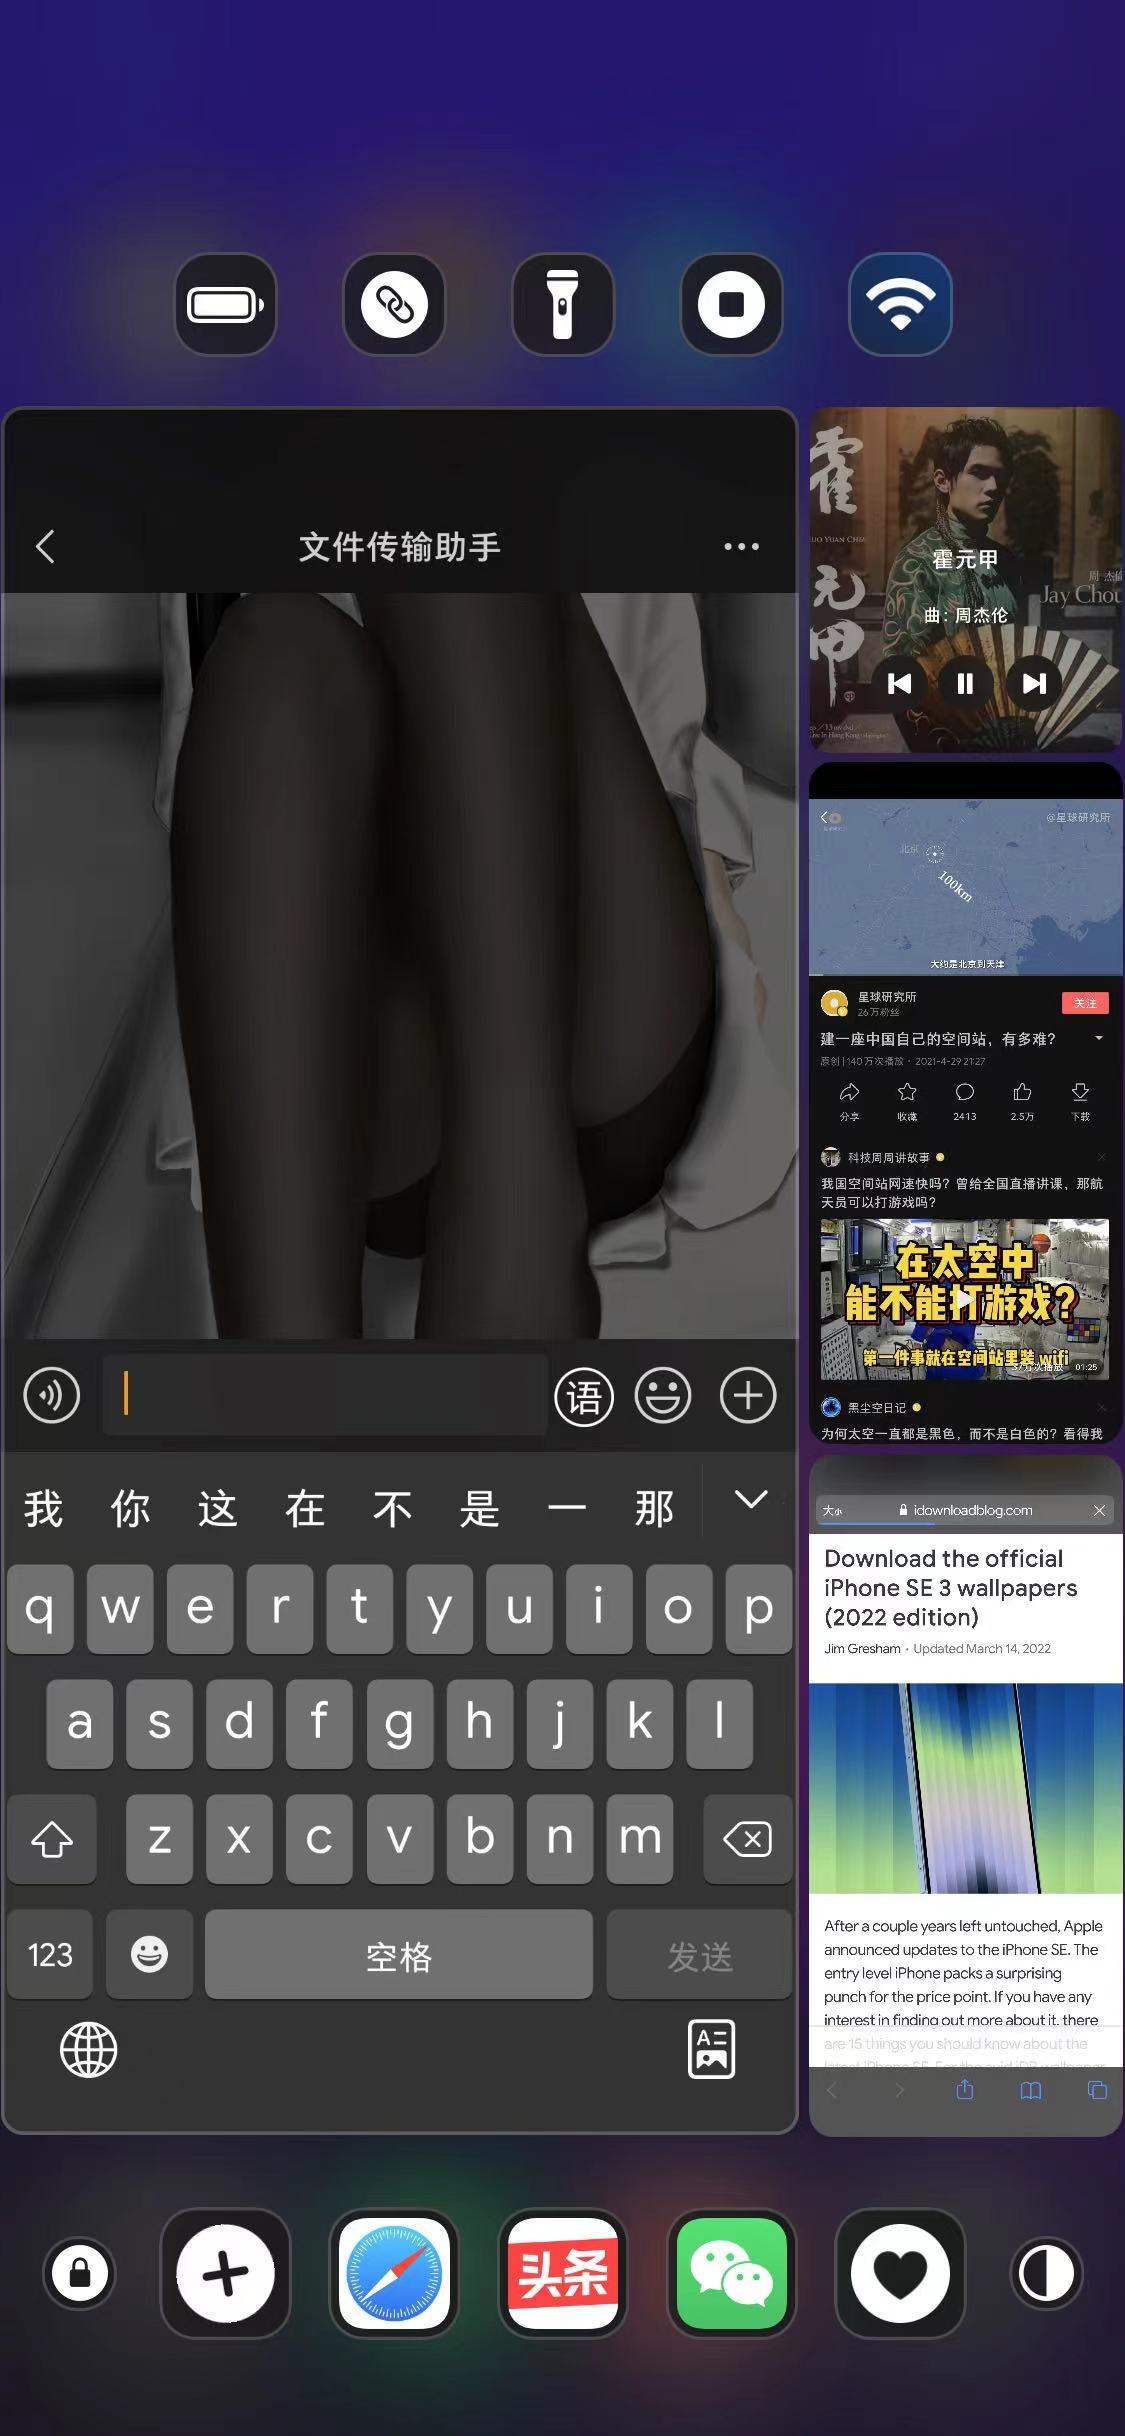 文件传输助手
语
我 你 这 在 不 是 一 那
q w e r t y u i o p
a s d f g h j k l
z x c v b n m
123 空格 发送
霍元甲
HUO YUAN CHIA
霍元甲
周杰伦
Jay Chou
曲: 周杰伦
@星球研究所
北京
100km
大约是北京到天津
星球研究所
26万粉丝
关注
建一座中国自己的空间站，有多难？
原创 | 140万次播放 · 2021-4-29 21:27
分享 收藏 2413 2.5万 下载
科技周周讲故事
我国空间站网速快吗？曾给全国直播讲课，那航
天员可以打游戏吗？
在太空中
能不能打游戏?
第一件事就在空间站里装 wifi
01:25
黑尘空日记
为何太空一直都是黑色，而不是白色的？看得我
大小 idownloadblog.com
Download the official
iPhone SE 3 wallpapers
(2022 edition)
Jim Gresham · Updated March 14, 2022
After a couple years left untouched, Apple
announced updates to the iPhone SE. The
entry level iPhone packs a surprising
punch for the price point. If you have any
interest in finding out more about it, there
are 15 things you should know about the
头条